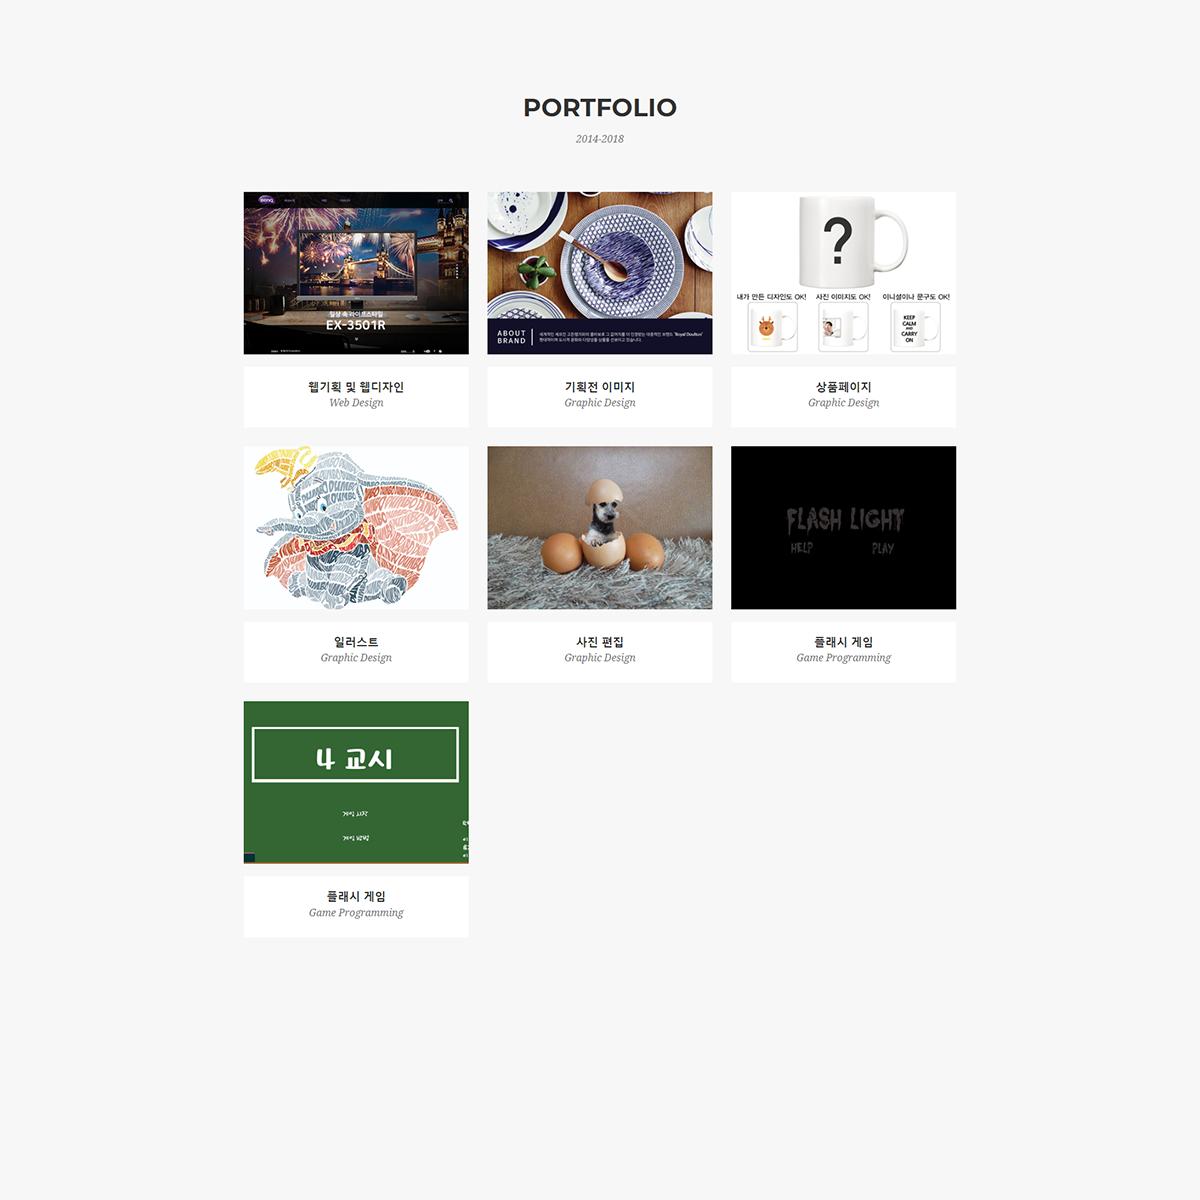 PORTFOLIO
2014-2018
BenQ
일상 속 라이프스타일
EX-3501R
ABOUT
BRAND
내가 만든 디자인도 OK!
사진 이미지도 OK!
이니셜이나 문구도 OK!
?
KEEP
CALM
AND
CARRY
ON
웹기획 및 웹디자인
Web Design
기획전 이미지
Graphic Design
상품페이지
Graphic Design
DUMBO DUMBO
FLASH LIGHT
HELP
PLAY
일러스트
Graphic Design
사진 편집
Graphic Design
플래시 게임
Game Programming
4 교시
게임 시작
게임 방법
플래시 게임
Game Programming